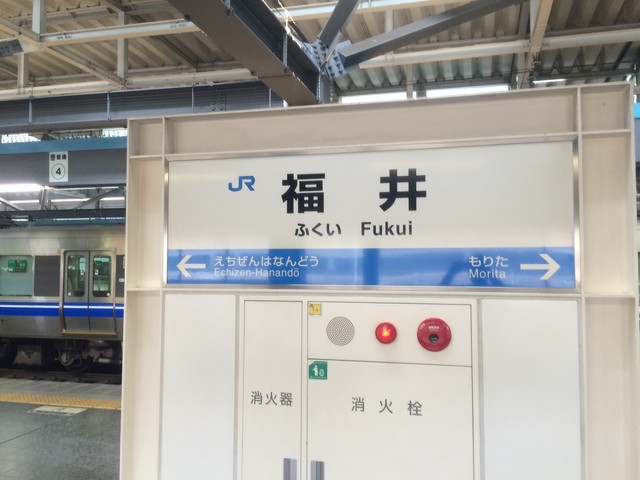 4
JR 福井
ふくい Fukui
えちぜんはなんどう
Echizen-Hanandō
もりた
Morita
消火器
消火栓